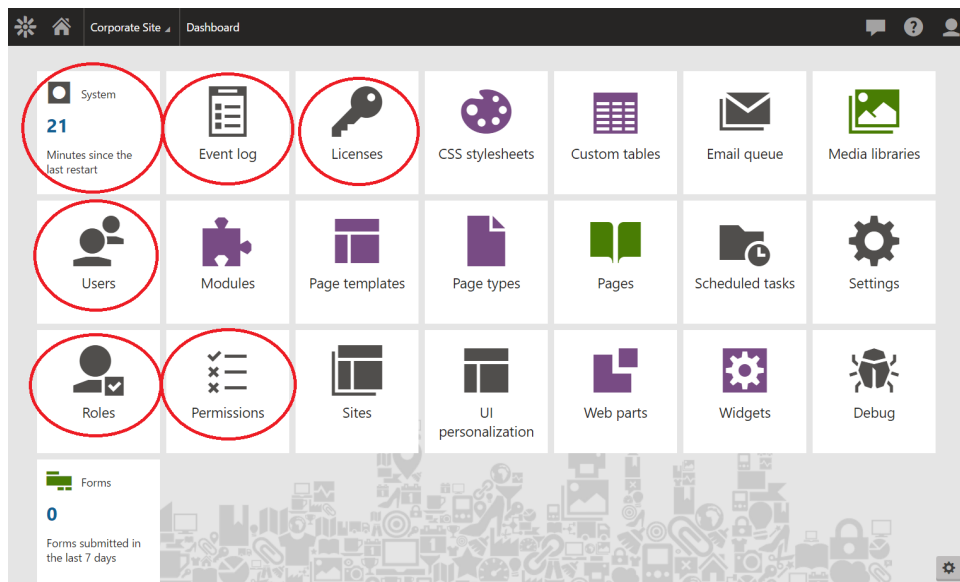 Corporate Site Dashboard
System
21
Minutes since the
last restart
Event log
Licenses
CSS stylesheets
Custom tables
Email queue
Media libraries
Users
Modules
Page templates
Page types
Pages
Scheduled tasks
Settings
Roles
Permissions
Sites
UI
personalization
Web parts
Widgets
Debug
Forms
0
Forms submitted in
the last 7 days